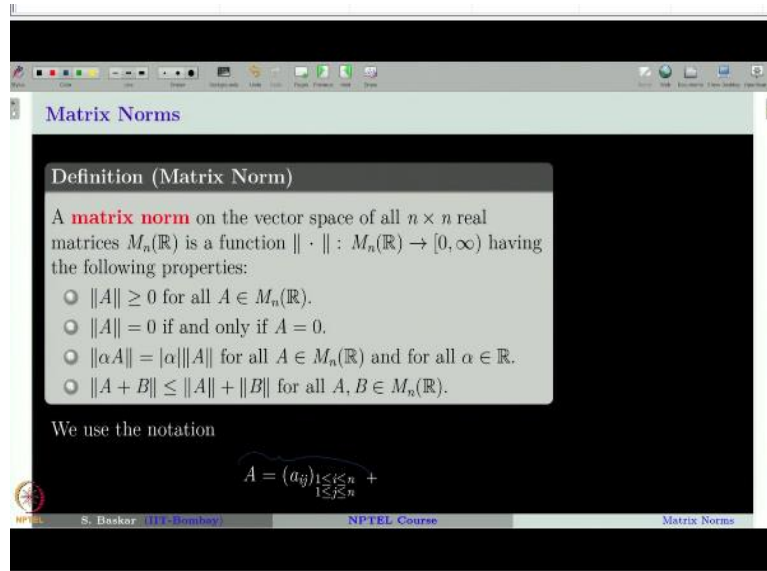 Matrix Norms
Definition (Matrix Norm)
A matrix norm on the vector space of all n × n real
matrices Mₙ(ℝ) is a function ‖ · ‖ : Mₙ(ℝ) → [0, ∞) having
the following properties:
‖A‖ ≥ 0 for all A ∈ Mₙ(ℝ).
‖A‖ = 0 if and only if A = 0.
‖αA‖ = |α|‖A‖ for all A ∈ Mₙ(ℝ) and for all α ∈ ℝ.
‖A + B‖ ≤ ‖A‖ + ‖B‖ for all A, B ∈ Mₙ(ℝ).
We use the notation
A = (aᵢⱼ)1≤i≤n +
1≤j≤n
NPTEL
S. Baskar (IIT-Bombay) NPTEL Course Matrix Norms